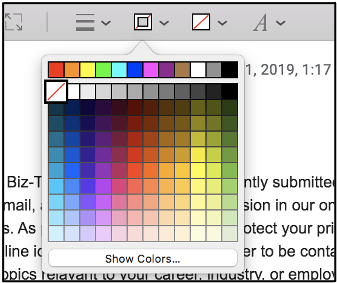 A
1, 2019, 1:17
Biz-T ntly submitted
mail, a sion in our on
s. As otect your pri
line id er to be conta
opics relavant to your career, industry, or employ
Show Colors...